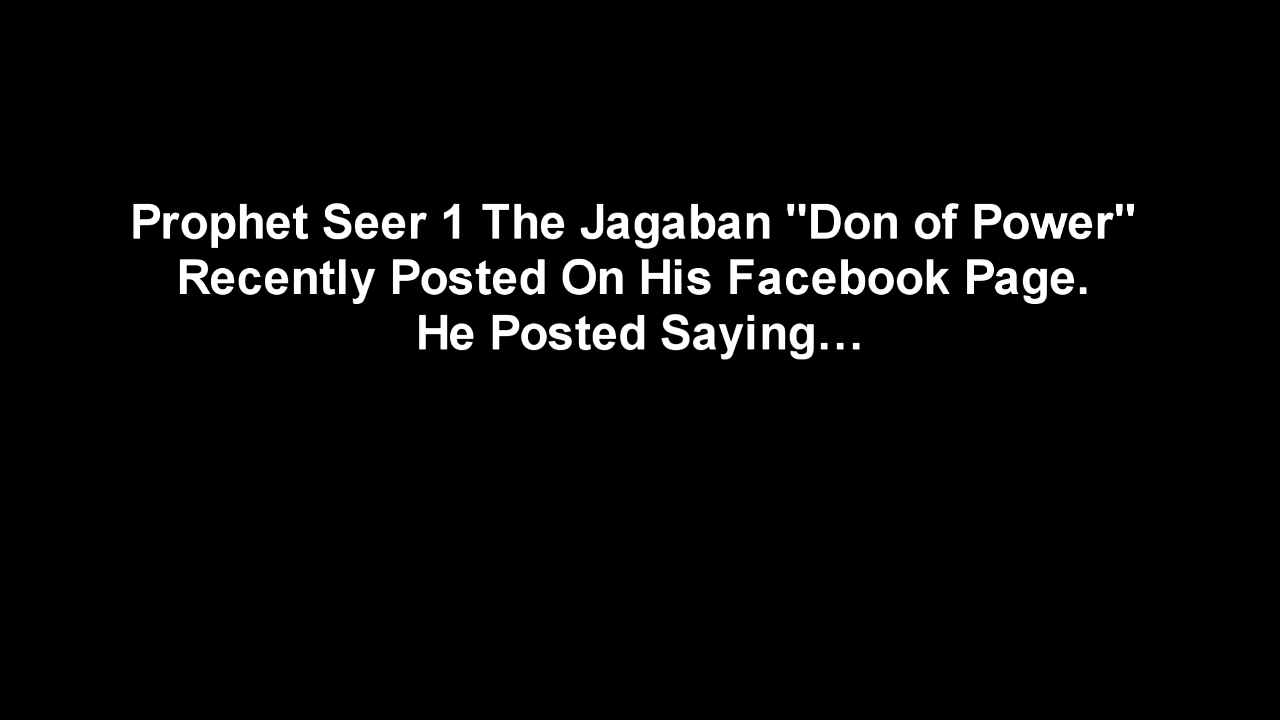 Prophet Seer 1 The Jagaban "Don of Power"
Recently Posted On His Facebook Page.
He Posted Saying…